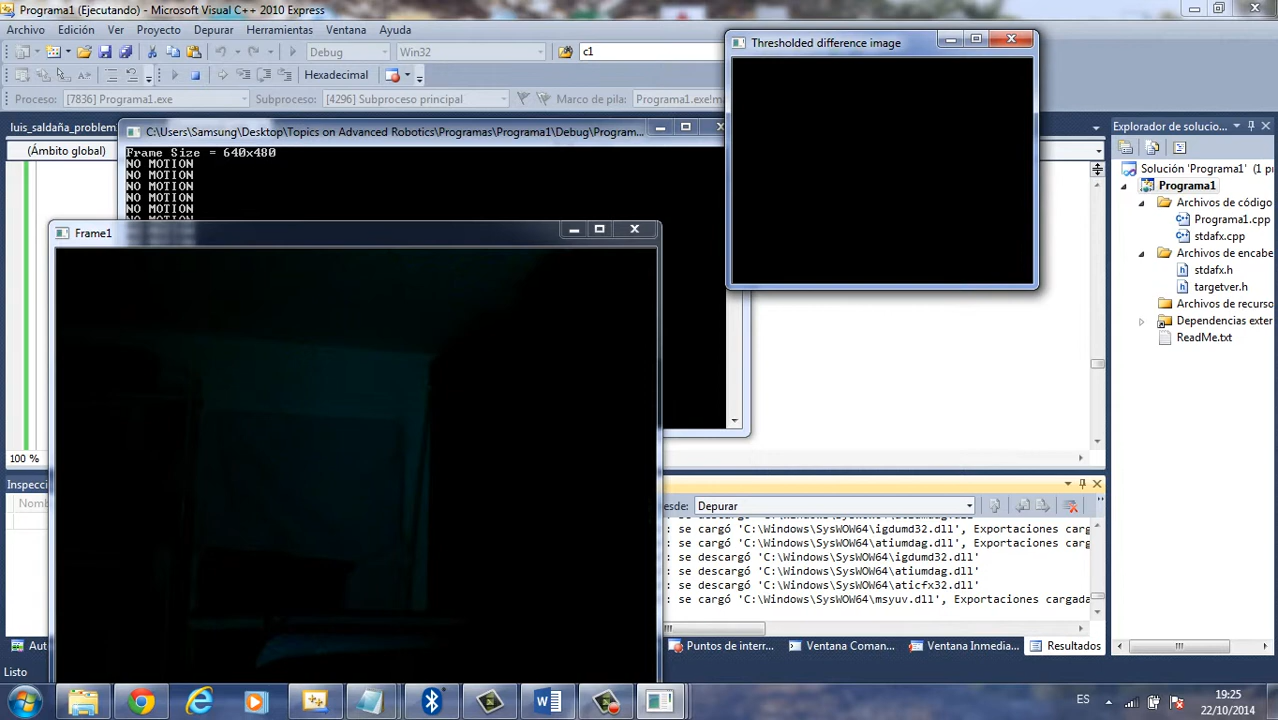 Programa1 (Ejecutando) - Microsoft Visual C++ 2010 Express
Archivo Edición Ver Proyecto Depurar Herramientas Ventana Ayuda
Debug Win32 c1
Hexadecimal
Proceso: [7836] Programa1.exe Subproceso: [4296] Subproceso principal Marco de pila: Programa1.exe!
luis_saldaña_problem
(Ámbito global)
100 %
Thresholded difference image
C:\Users\Samsung\Desktop\Topics on Advanced Robotics\Programas\Programa1\Debug\Program...
Frame Size = 640x480
NO MOTION
NO MOTION
NO MOTION
NO MOTION
NO MOTION
Frame1
Explorador de solucio...
Solución 'Programa1' (1 p
Programa1
Archivos de código
Programa1.cpp
stdafx.cpp
Archivos de encabe
stdafx.h
targetver.h
Archivos de recurso
Dependencias exter
ReadMe.txt
Inspecci
Nomb
Aut
esde: Depurar
: se cargó 'C:\Windows\SysWOW64\igdumd32.dll', Exportaciones carga
: se cargó 'C:\Windows\SysWOW64\atiumdag.dll', Exportaciones carg
: se descargó 'C:\Windows\SysWOW64\igdumd32.dll'
: se descargó 'C:\Windows\SysWOW64\atiumdag.dll'
: se descargó 'C:\Windows\SysWOW64\aticfx32.dll'
: se cargó 'C:\Windows\SysWOW64\msyuv.dll', Exportaciones cargada
Puntos de interr... Ventana Coman... Ventana Inmedia... Resultados
Listo
ES
19:25
22/10/2014